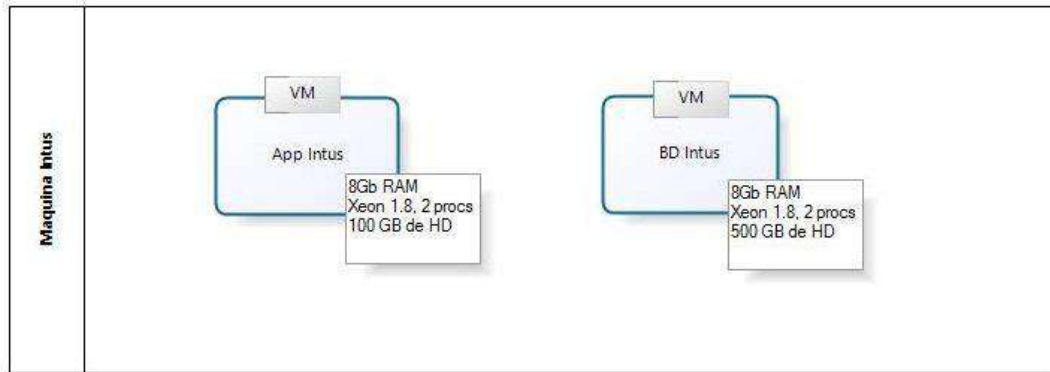 Maquina Intus
VM
App Intus
8Gb RAM
Xeon 1.8, 2 procs
100 GB de HD
VM
BD Intus
8Gb RAM
Xeon 1.8, 2 procs
500 GB de HD